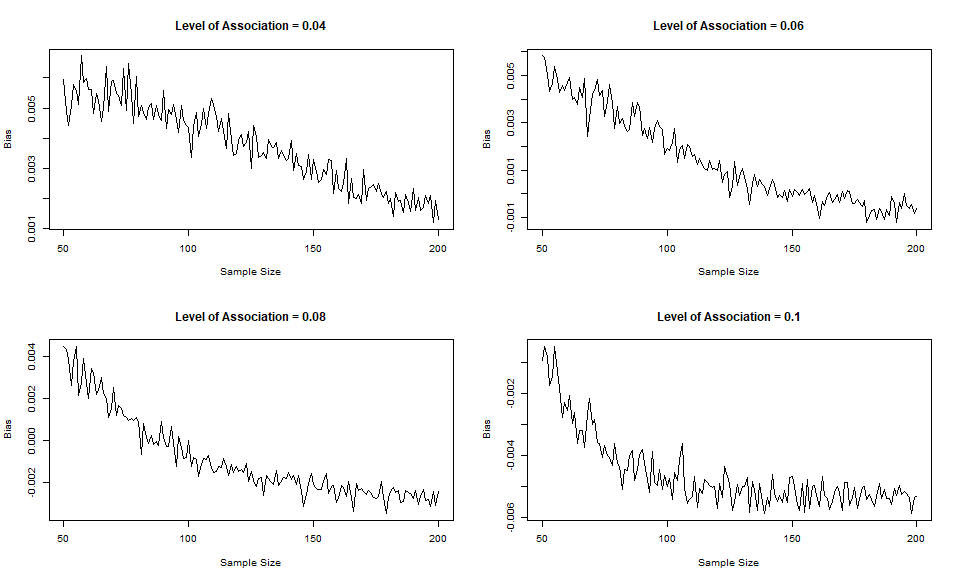 Level of Association = 0.04
Bias
0.001 0.003 0.005
50 100 150 200
Sample Size
Level of Association = 0.06
Bias
-0.001 0.001 0.003 0.005
50 100 150 200
Sample Size
Level of Association = 0.08
Bias
-0.002 0.000 0.002 0.004
50 100 150 200
Sample Size
Level of Association = 0.1
Bias
-0.006 -0.004 -0.002
50 100 150 200
Sample Size